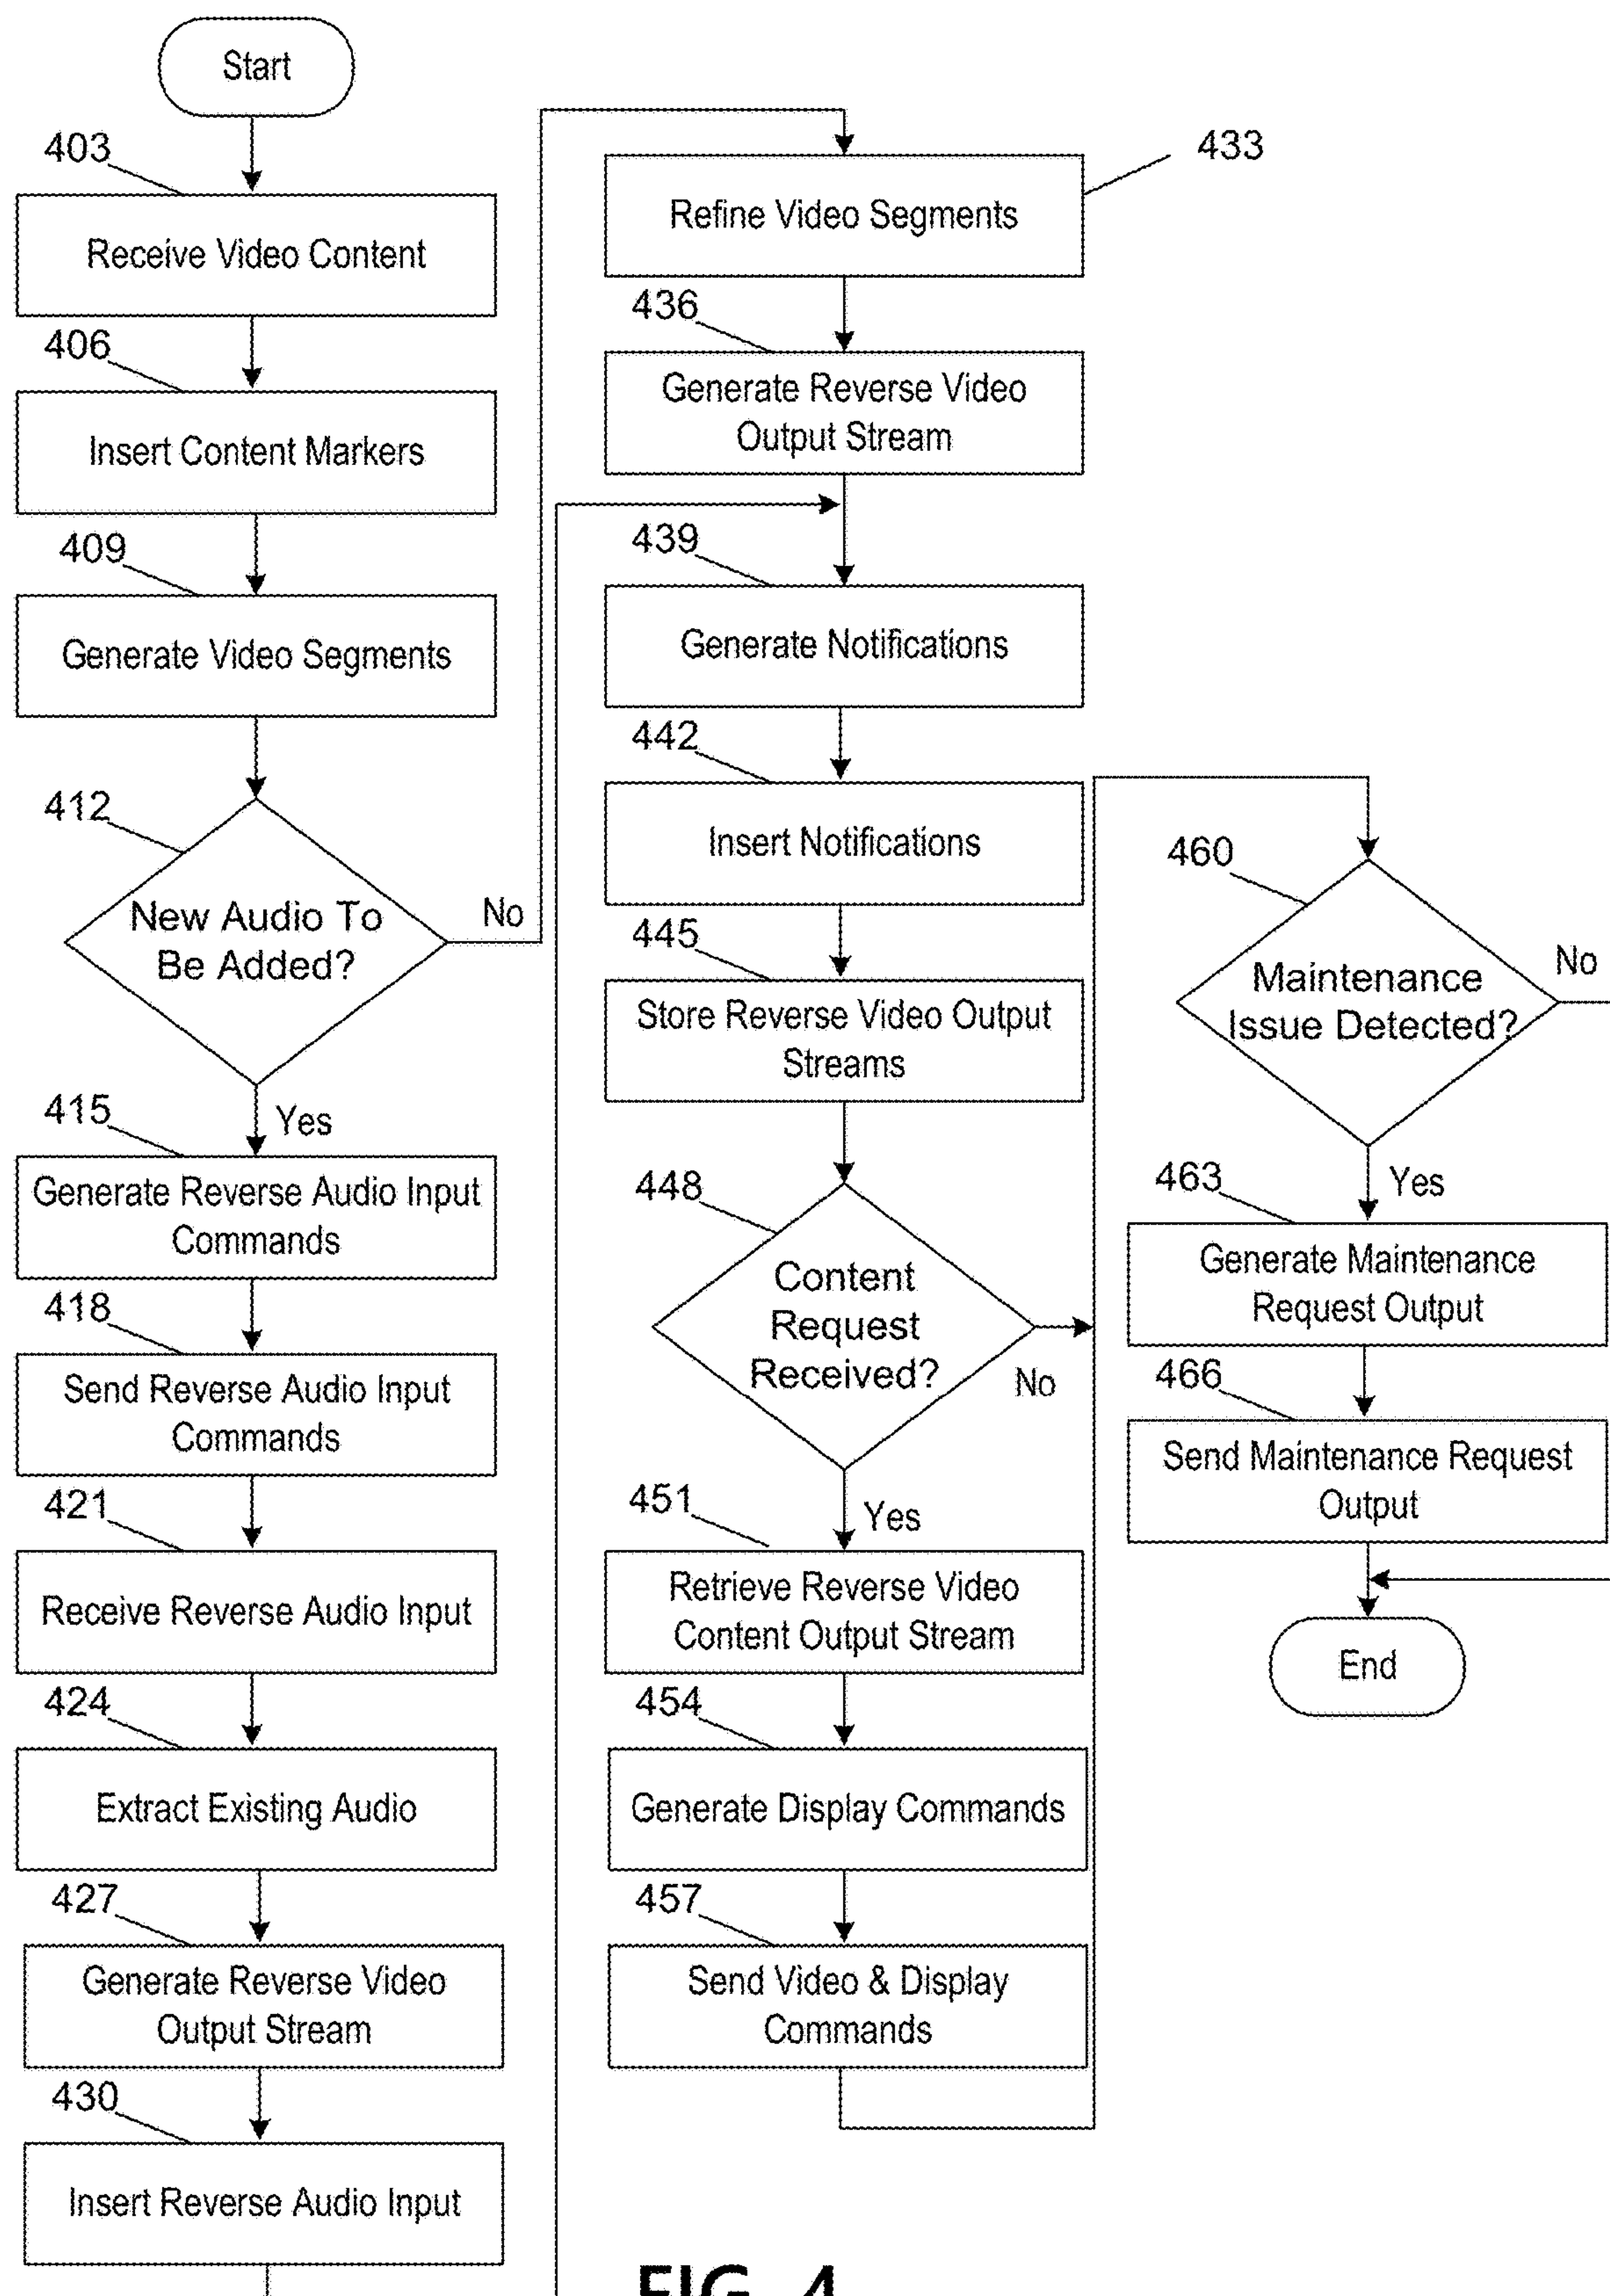 Start
403
Receive Video Content
406
Insert Content Markers
409
Generate Video Segments
412
New Audio To
Be Added?
No
Yes
415
Generate Reverse Audio Input
Commands
418
Send Reverse Audio Input
Commands
421
Receive Reverse Audio Input
424
Extract Existing Audio
427
Generate Reverse Video
Output Stream
430
Insert Reverse Audio Input
433
Refine Video Segments
436
Generate Reverse Video
Output Stream
439
Generate Notifications
442
Insert Notifications
445
Store Reverse Video Output
Streams
448
Content
Request
Received?
No
Yes
451
Retrieve Reverse Video
Content Output Stream
454
Generate Display Commands
457
Send Video & Display
Commands
460
Maintenance
Issue Detected?
No
Yes
463
Generate Maintenance
Request Output
466
Send Maintenance Request
Output
End
FIG. 4